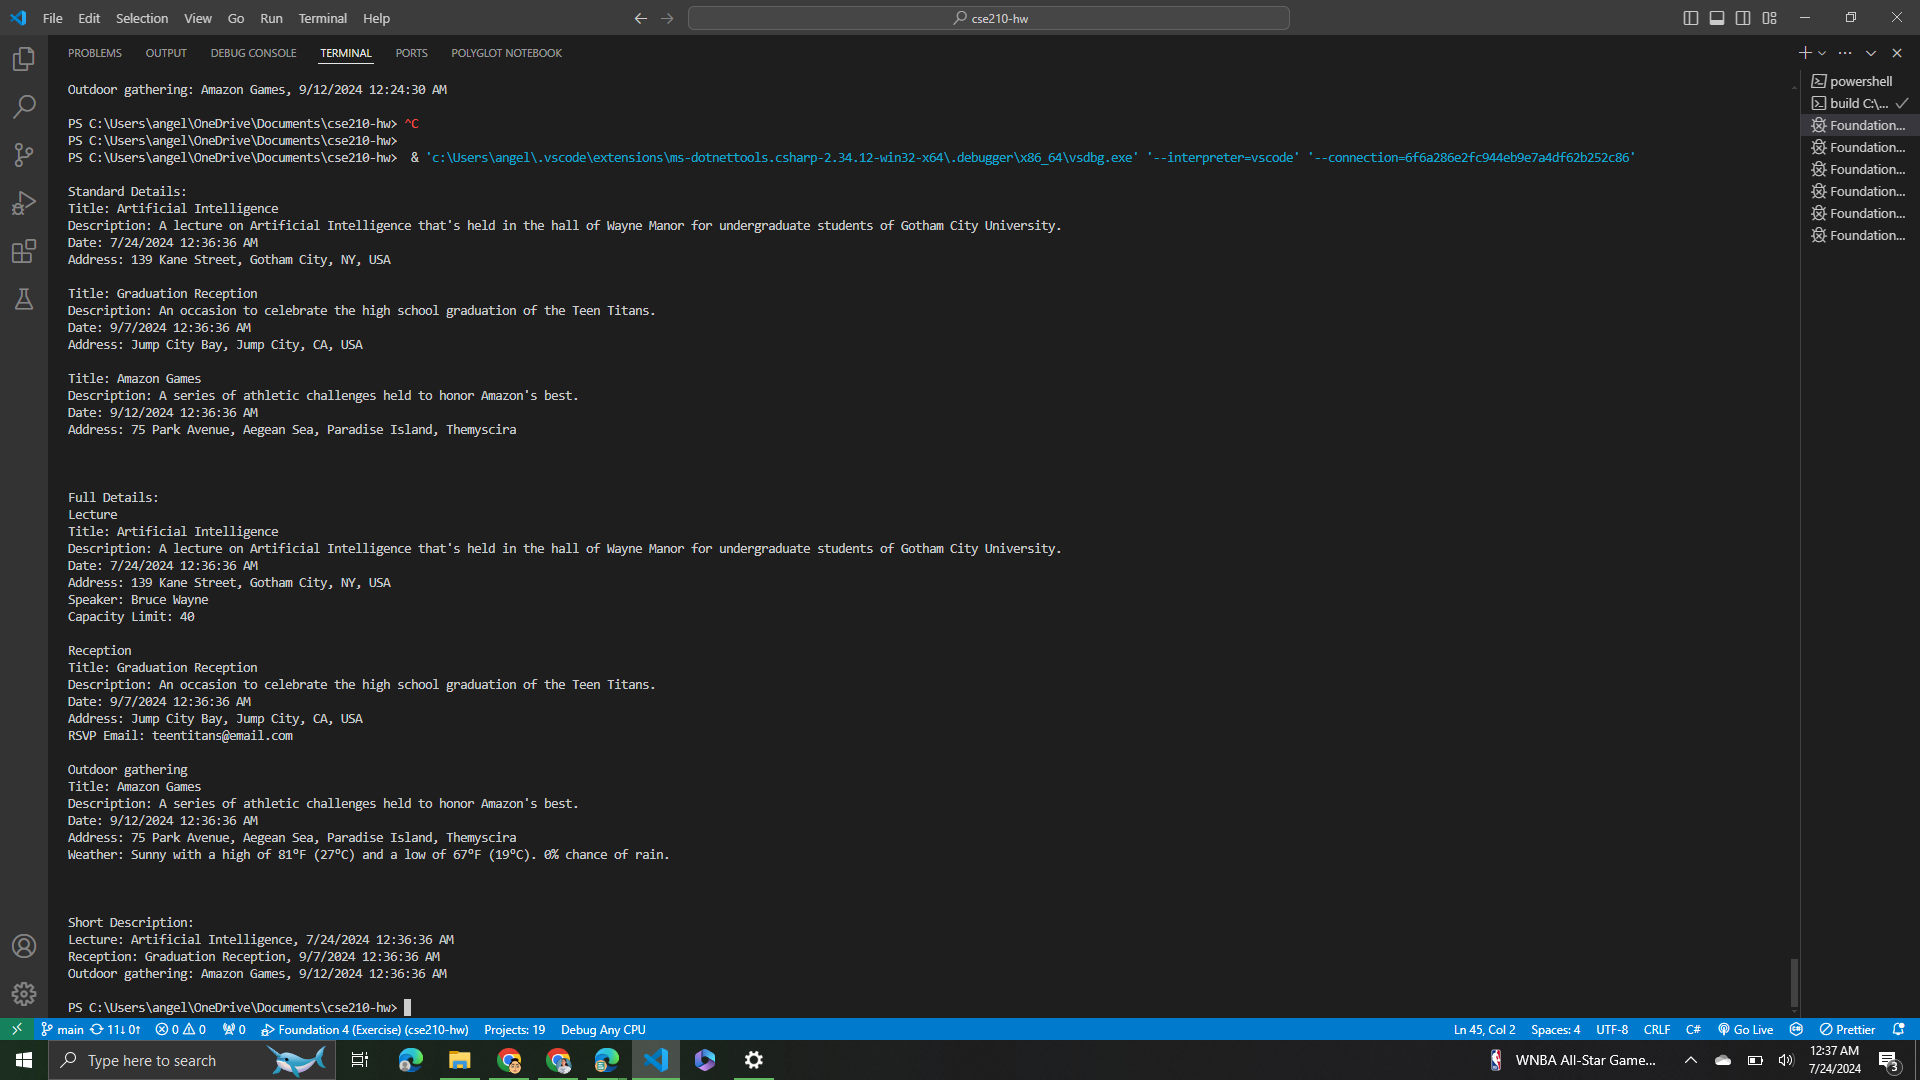 File Edit Selection View Go Run Terminal Help
cse210-hw
PROBLEMS OUTPUT DEBUG CONSOLE TERMINAL PORTS POLYGLOT NOTEBOOK
Outdoor gathering: Amazon Games, 9/12/2024 12:24:30 AM
PS C:\Users\angel\OneDrive\Documents\cse210-hw> ^C
PS C:\Users\angel\OneDrive\Documents\cse210-hw>
PS C:\Users\angel\OneDrive\Documents\cse210-hw>  & 'c:\Users\angel\.vscode\extensions\ms-dotnettools.csharp-2.34.12-win32-x64\.debugger\x86_64\vsdbg.exe' '--interpreter=vscode' '--connection=6f6a286e2fc944eb9e7a4df62b252c86'
Standard Details:
Title: Artificial Intelligence
Description: A lecture on Artificial Intelligence that's held in the hall of Wayne Manor for undergraduate students of Gotham City University.
Date: 7/24/2024 12:36:36 AM
Address: 139 Kane Street, Gotham City, NY, USA
Title: Graduation Reception
Description: An occasion to celebrate the high school graduation of the Teen Titans.
Date: 9/7/2024 12:36:36 AM
Address: Jump City Bay, Jump City, CA, USA
Title: Amazon Games
Description: A series of athletic challenges held to honor Amazon's best.
Date: 9/12/2024 12:36:36 AM
Address: 75 Park Avenue, Aegean Sea, Paradise Island, Themyscira
Full Details:
Lecture
Title: Artificial Intelligence
Description: A lecture on Artificial Intelligence that's held in the hall of Wayne Manor for undergraduate students of Gotham City University.
Date: 7/24/2024 12:36:36 AM
Address: 139 Kane Street, Gotham City, NY, USA
Speaker: Bruce Wayne
Capacity Limit: 40
Reception
Title: Graduation Reception
Description: An occasion to celebrate the high school graduation of the Teen Titans.
Date: 9/7/2024 12:36:36 AM
Address: Jump City Bay, Jump City, CA, USA
RSVP Email: teentitans@email.com
Outdoor gathering
Title: Amazon Games
Description: A series of athletic challenges held to honor Amazon's best.
Date: 9/12/2024 12:36:36 AM
Address: 75 Park Avenue, Aegean Sea, Paradise Island, Themyscira
Weather: Sunny with a high of 81°F (27°C) and a low of 67°F (19°C). 0% chance of rain.
Short Description:
Lecture: Artificial Intelligence, 7/24/2024 12:36:36 AM
Reception: Graduation Reception, 9/7/2024 12:36:36 AM
Outdoor gathering: Amazon Games, 9/12/2024 12:36:36 AM
PS C:\Users\angel\OneDrive\Documents\cse210-hw>
powershell
build C:\...
Foundation...
Foundation...
Foundation...
Foundation...
Foundation...
Foundation...
main 11↓ 0↑ 0 0 0 Foundation 4 (Exercise) (cse210-hw) Projects: 19 Debug Any CPU
Ln 45, Col 2 Spaces: 4 UTF-8 CRLF C# Go Live Prettier
Type here to search
WNBA All-Star Game...
12:37 AM
7/24/2024
3